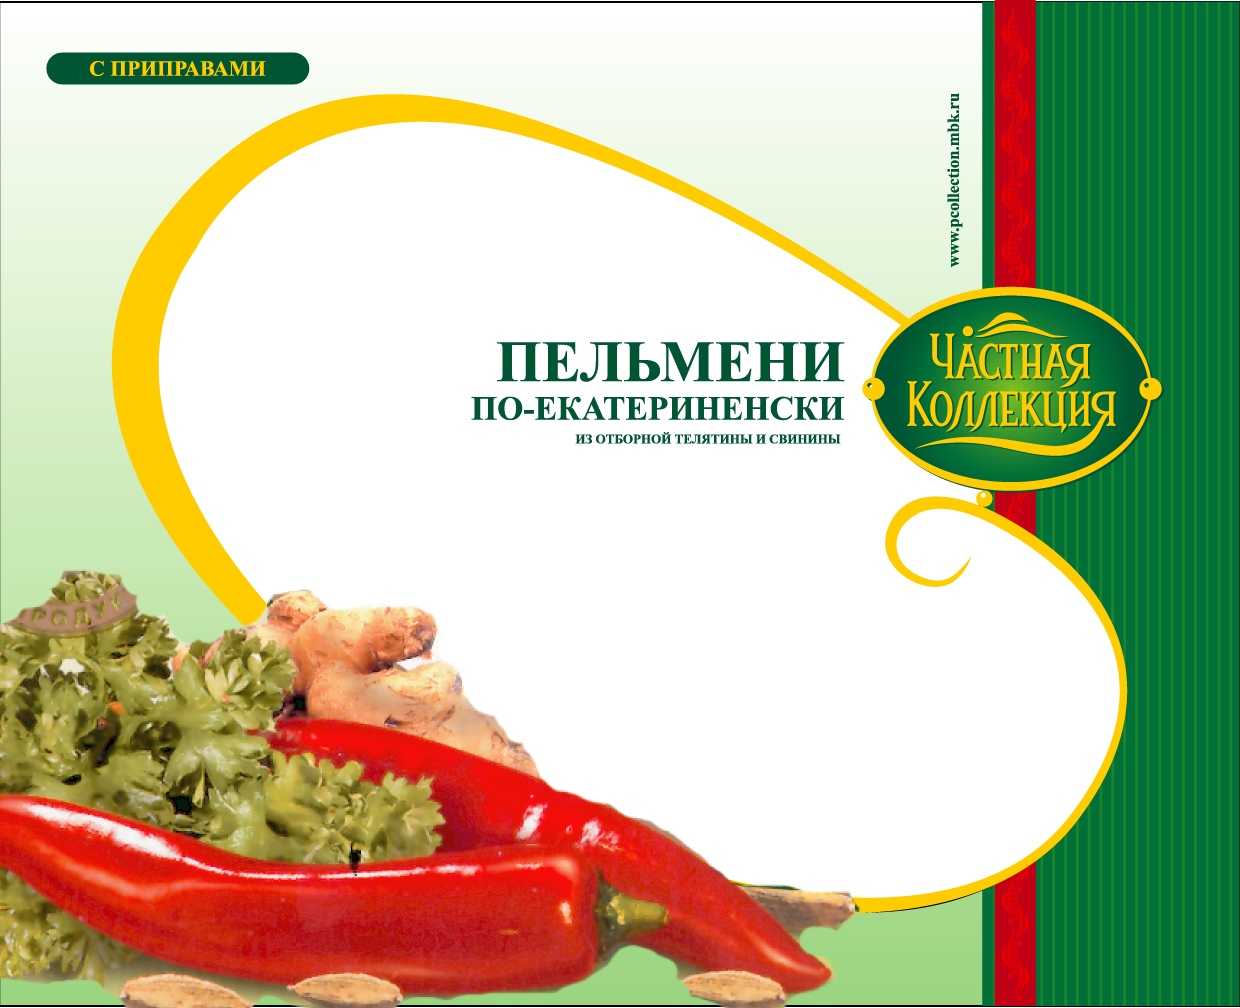 С ПРИПРАВАМИ
www.pcollection.mbk.ru
ЧАСТНАЯ
КОЛЛЕКЦИЯ
ПЕЛЬМЕНИ
ПО-ЕКАТЕРИНЕНСКИ
ИЗ ОТБОРНОЙ ТЕЛЯТИНЫ И СВИНИНЫ